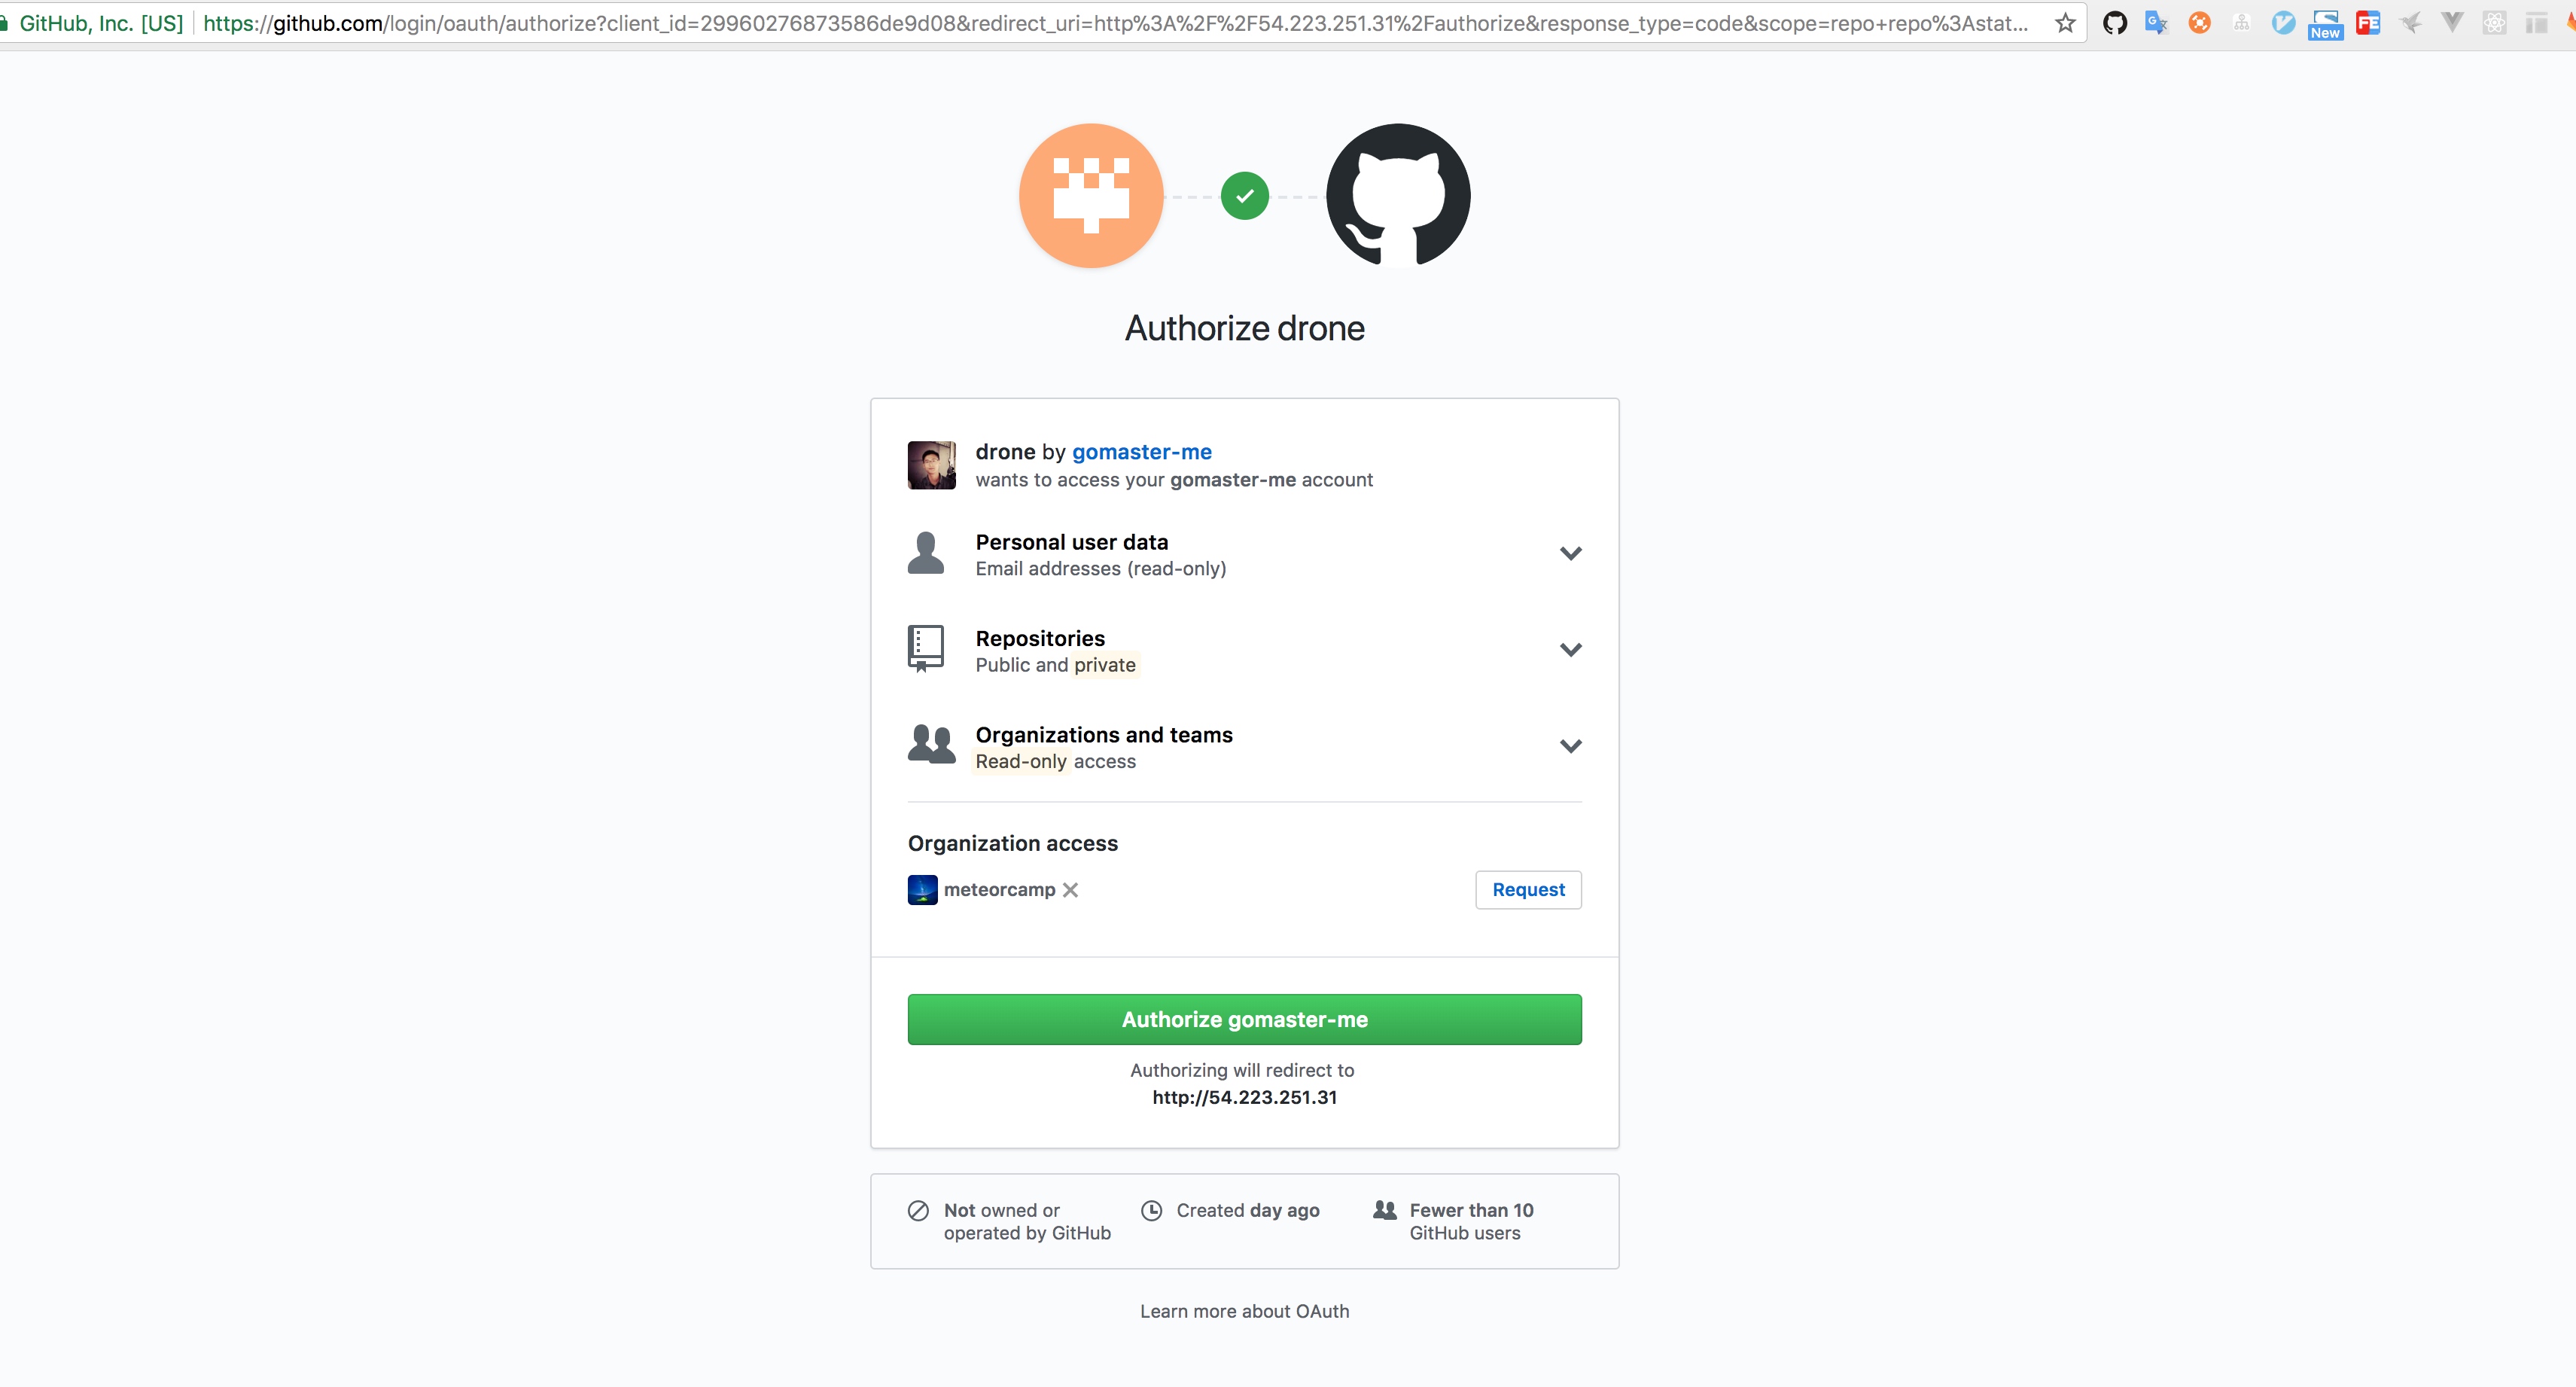 GitHub, Inc. [US] https://github.com/login/oauth/authorize?client_id=29960276873586de9d08&redirect_uri=http%3A%2F%2F54.223.251.31%2Fauthorize&response_type=code&scope=repo+repo%3Astat...
New
FE
Authorize drone
drone by gomaster-me
wants to access your gomaster-me account
Personal user data
Email addresses (read-only)
Repositories
Public and private
Organizations and teams
Read-only access
Organization access
meteorcamp
Request
Authorize gomaster-me
Authorizing will redirect to
http://54.223.251.31
Not owned or
operated by GitHub
Created day ago
Fewer than 10
GitHub users
Learn more about OAuth